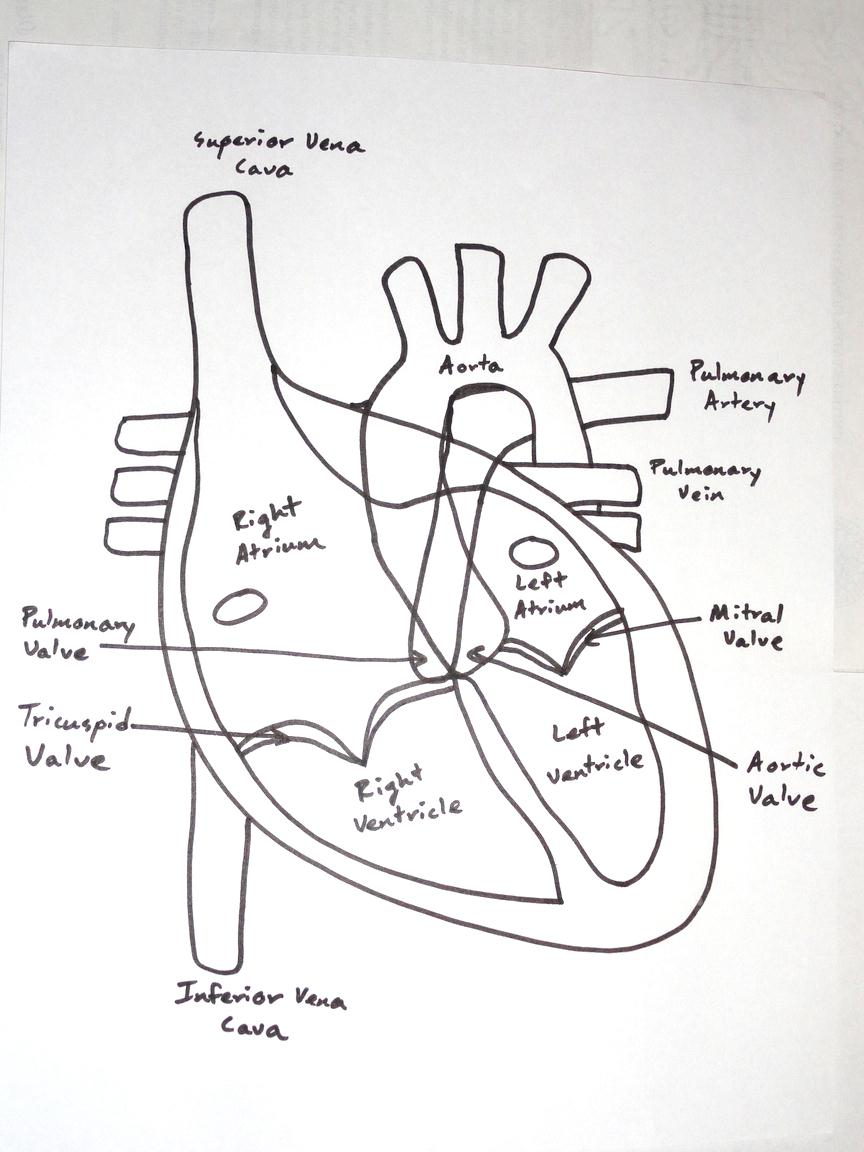 Superior Vena
Cava
Aorta
Pulmonary
Artery
Pulmonary
Vein
Right
Atrium
Left
Atrium
Pulmonary
Valve
Mitral
Valve
Tricuspid
Valve
Left
Ventricle
Right
Ventricle
Aortic
Valve
Inferior Vena
Cava